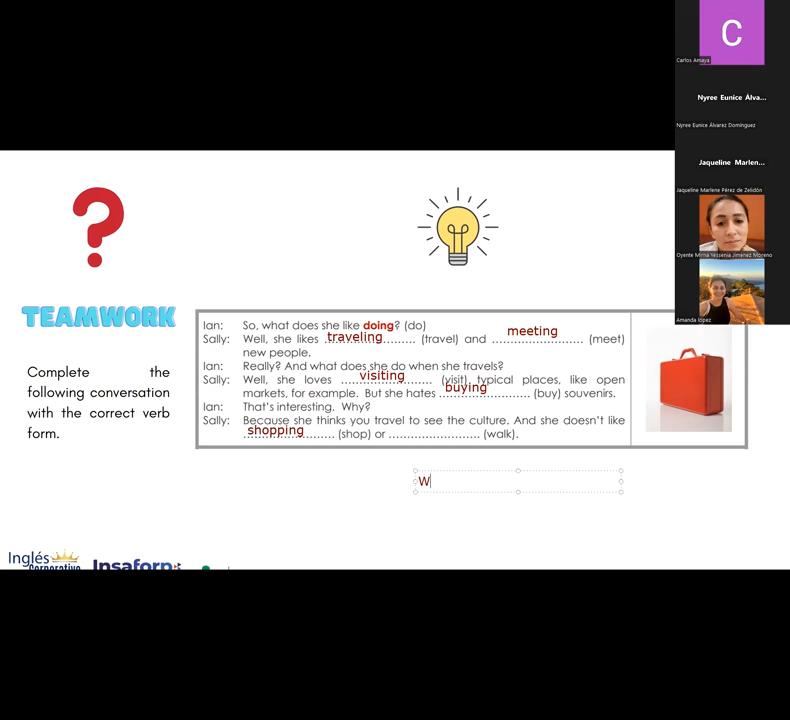 C
Carlos Amaya
Nyree Eunice Álva...
Nyree Eunice Álvarez Domínguez
Jaqueline Marlen...
Jaqueline Marlene Pérez de Zelidón
Oyente Mirna Yessenia Jimenez Moreno
Amanda lópez
?
TEAMWORK
Complete the
following conversation
with the correct verb
form.
Ian: So, what does she like doing? (do)
Sally: Well, she likes traveling (travel) and meeting (meet)
new people.
Ian: Really? And what does she do when she travels?
Sally: Well, she loves visiting (visit), typical places, like open
markets, for example. But she hates buying (buy) souvenirs.
Ian: That's interesting. Why?
Sally: Because she thinks you travel to see the culture. And she doesn't like
shopping (shop) or ........................ (walk).
W
Inglés
Corporativo
Insaforp